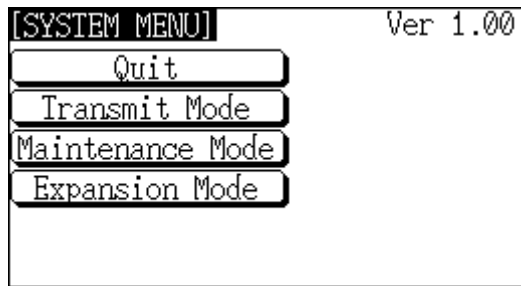 [SYSTEM MENU] Ver 1.00
Quit
Transmit Mode
Maintenance Mode
Expansion Mode